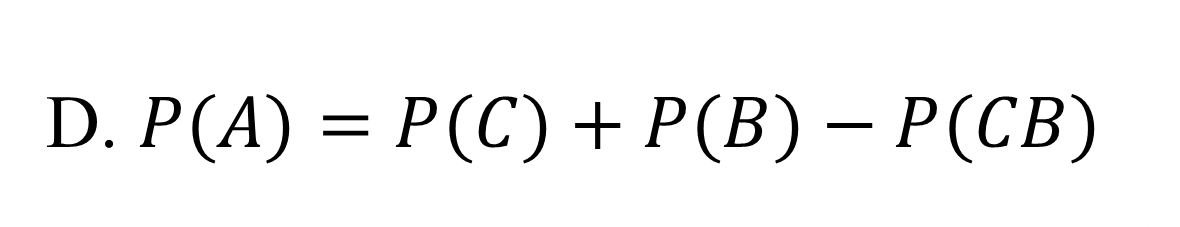 D. P(A) = P(C) + P(B) − P(CB)